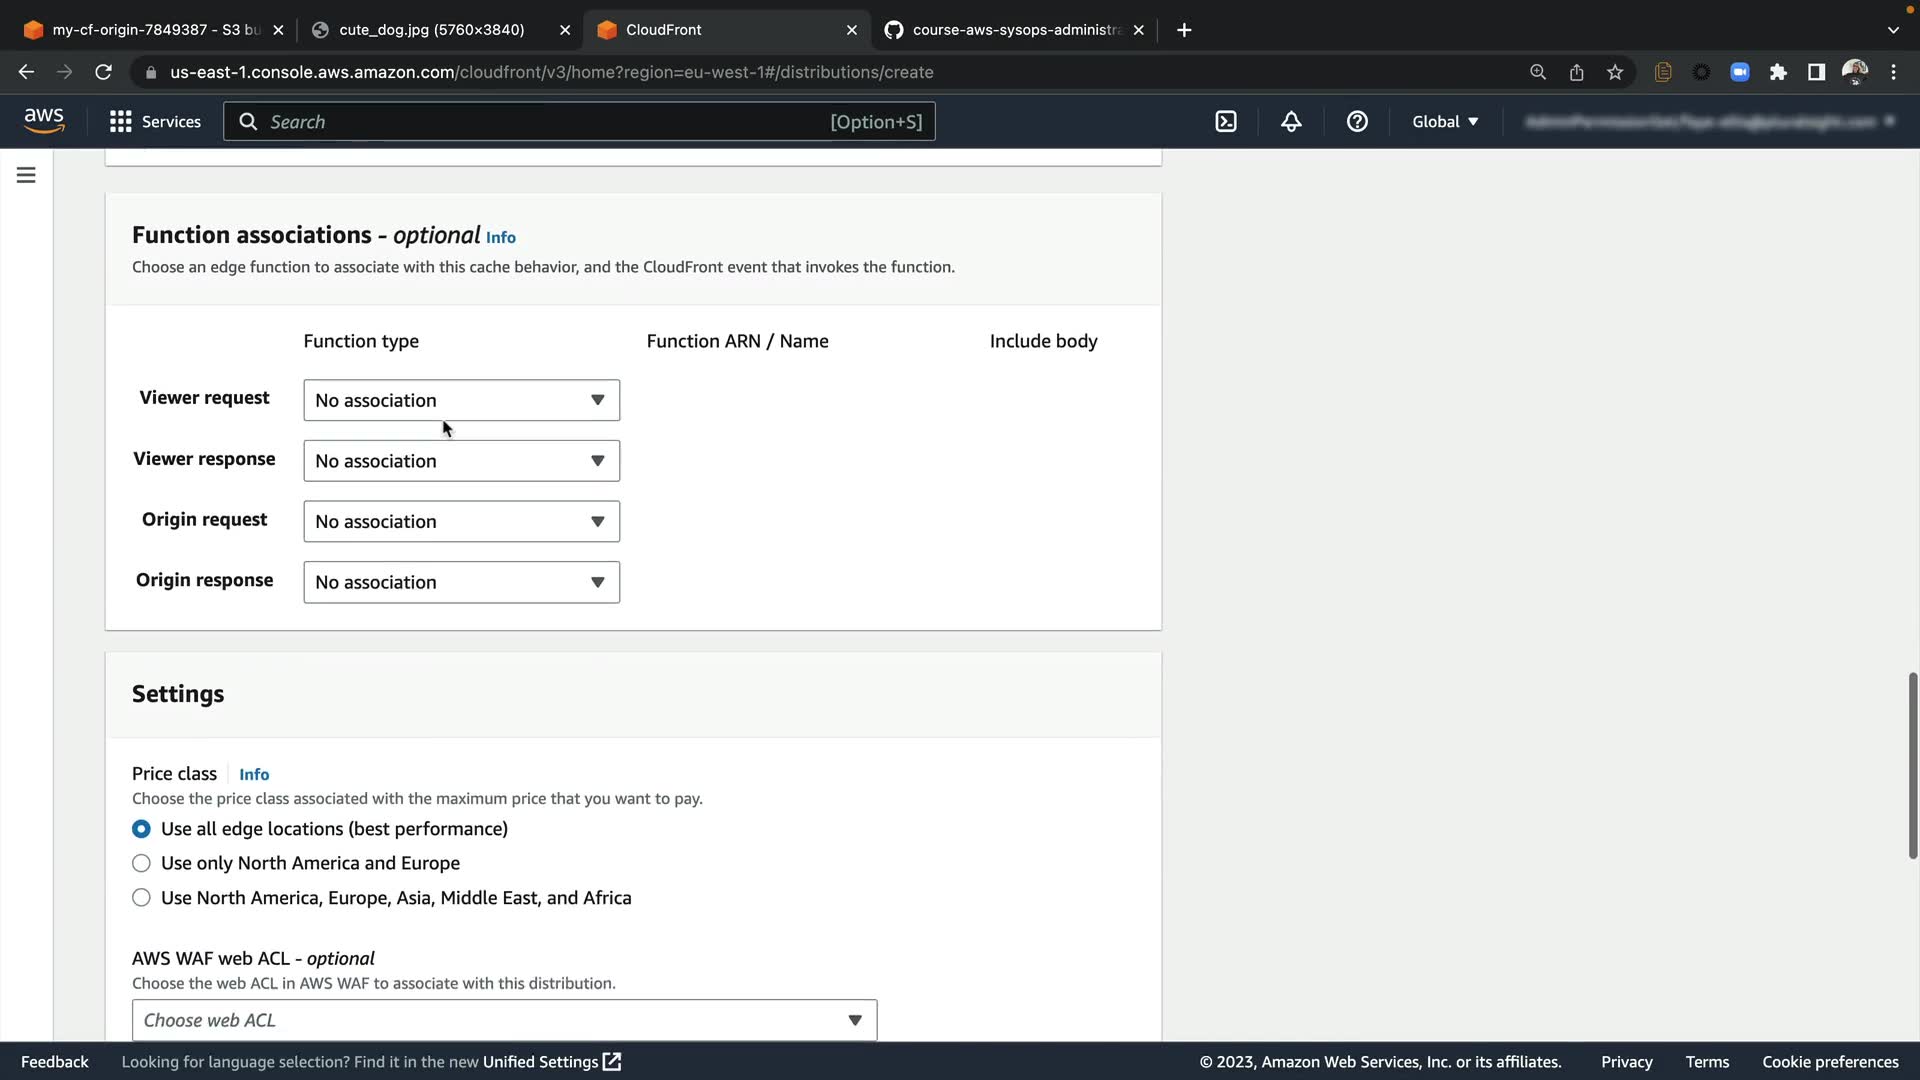 my-cf-origin-7849387 - S3 bu
cute_dog.jpg (5760×3840)
CloudFront
course-aws-sysops-administra
us-east-1.console.aws.amazon.com/cloudfront/v3/home?region=eu-west-1#/distributions/create
aws
Services
Search
[Option+S]
Global
Function associations - optional Info
Choose an edge function to associate with this cache behavior, and the CloudFront event that invokes the function.
Function type
Function ARN / Name
Include body
Viewer request
No association
Viewer response
No association
Origin request
No association
Origin response
No association
Settings
Price class
Info
Choose the price class associated with the maximum price that you want to pay.
Use all edge locations (best performance)
Use only North America and Europe
Use North America, Europe, Asia, Middle East, and Africa
AWS WAF web ACL - optional
Choose the web ACL in AWS WAF to associate with this distribution.
Choose web ACL
Feedback
Looking for language selection? Find it in the new Unified Settings
© 2023, Amazon Web Services, Inc. or its affiliates.
Privacy
Terms
Cookie preferences